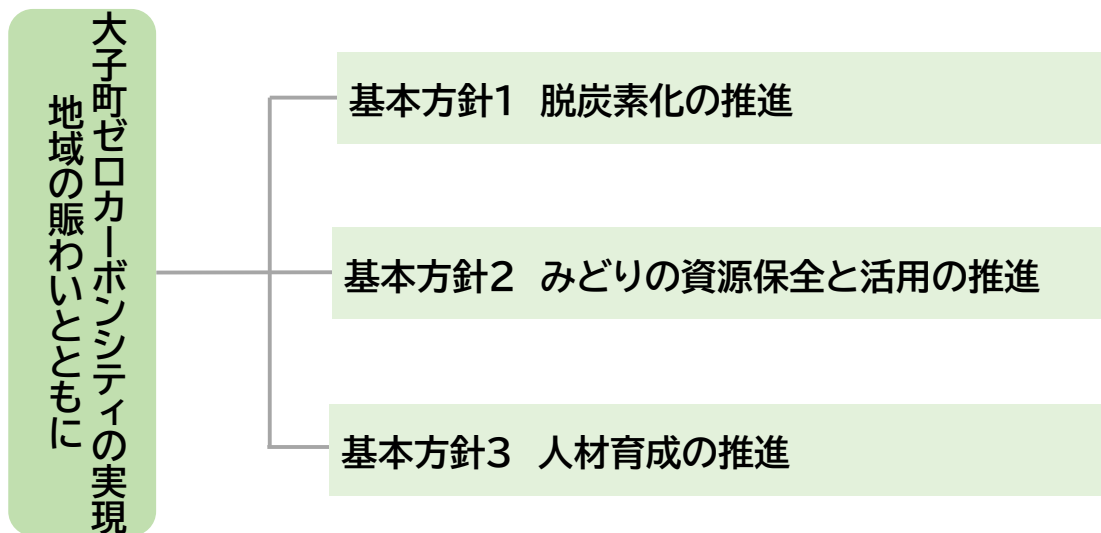 大子町ゼロカーボンシティの実現
地域の賑わいとともに
基本方針1 脱炭素化の推進
基本方針2 みどりの資源保全と活用の推進
基本方針3 人材育成の推進